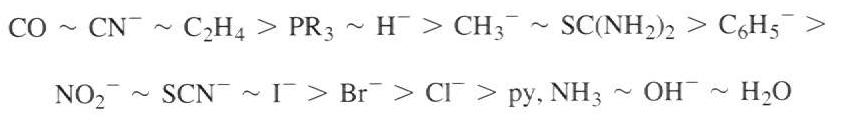 CO ~ CN⁻ ~ C₂H₄ > PR₃ ~ H⁻ > CH₃⁻ ~ SC(NH₂)₂ > C₆H₅⁻ >
NO₂⁻ ~ SCN⁻ ~ I⁻ > Br⁻ > Cl⁻ > py, NH₃ ~ OH⁻ ~ H₂O